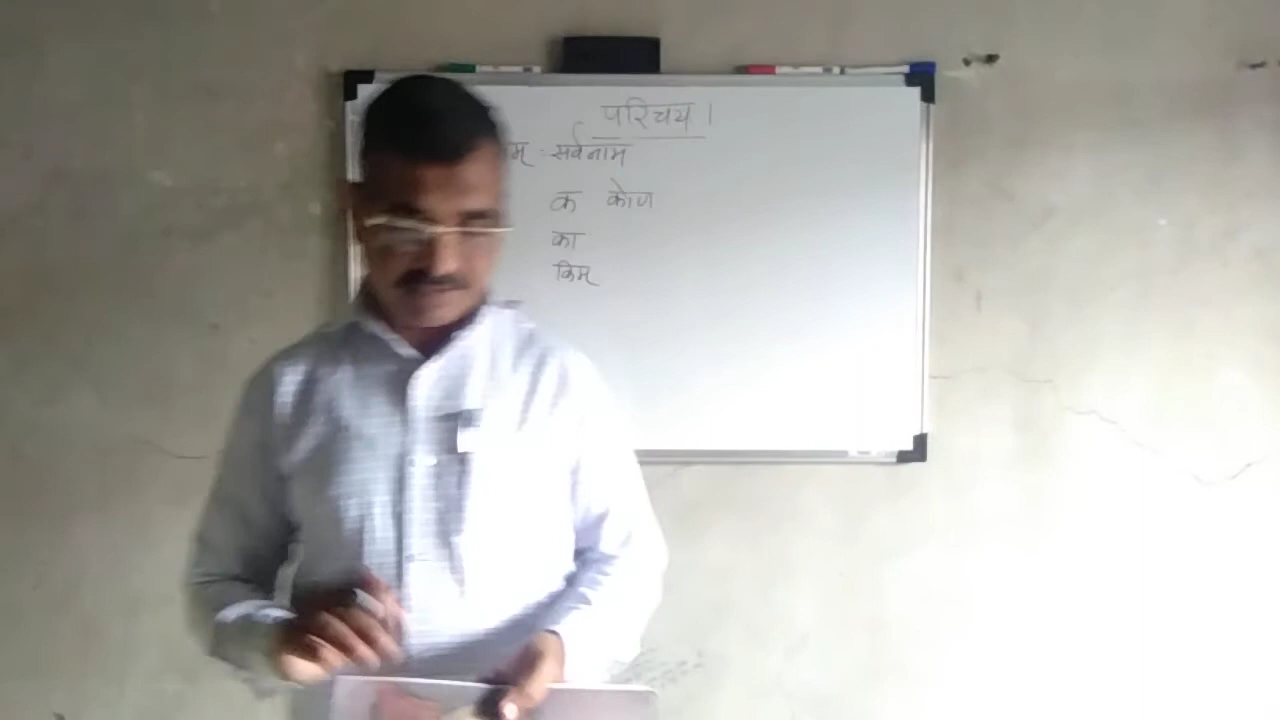 परिचय ।
म् - सर्वनाम
क कोण
का
किम्